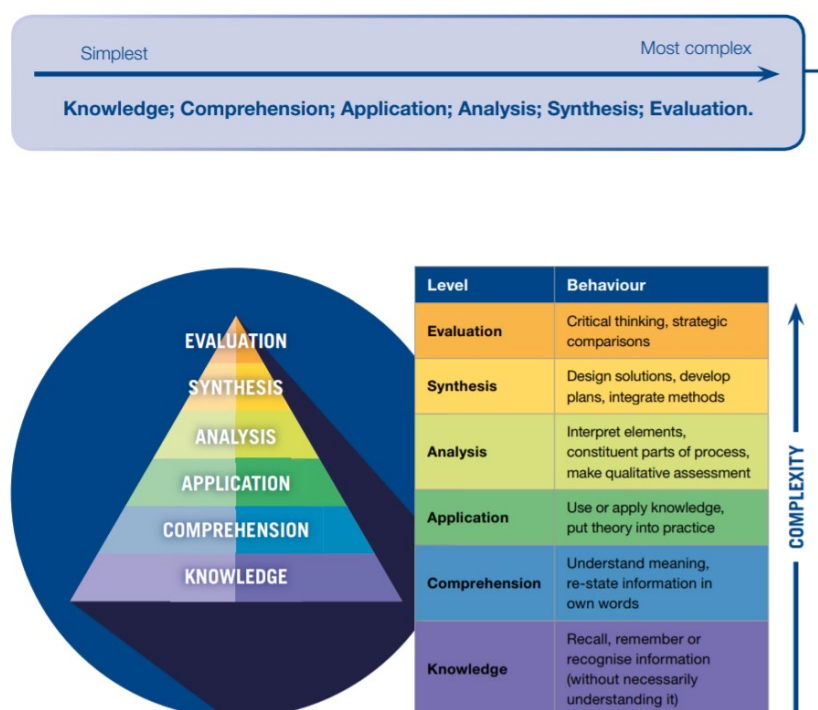 Simplest
Most complex
Knowledge; Comprehension; Application; Analysis; Synthesis; Evaluation.
EVALUATION
SYNTHESIS
ANALYSIS
APPLICATION
COMPREHENSION
KNOWLEDGE
Level
Behaviour
Evaluation
Critical thinking, strategic
comparisons
Synthesis
Design solutions, develop
plans, integrate methods
Analysis
Interpret elements,
constituent parts of process,
make qualitative assessment
Application
Use or apply knowledge,
put theory into practice
Comprehension
Understand meaning,
re-state information in
own words
Knowledge
Recall, remember or
recognise information
(without necessarily
understanding it)
COMPLEXITY